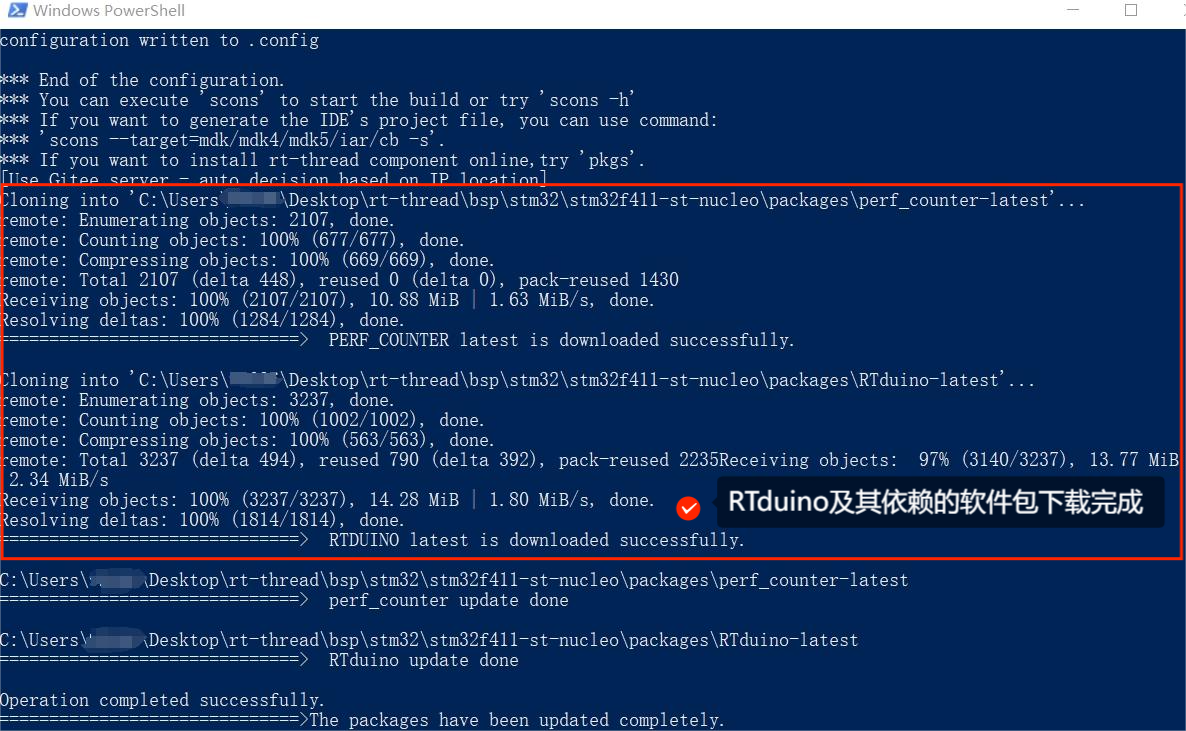 Windows PowerShell
configuration written to .config
*** End of the configuration.
*** You can execute 'scons' to start the build or try 'scons -h'
*** If you want to generate the IDE's project file, you can use command:
*** 'scons --target=mdk/mdk4/mdk5/iar/cb -s'.
*** If you want to install rt-thread component online,try 'pkgs'.
[Use Gitee server - auto decision based on IP location]
Cloning into 'C:\Users\ \Desktop\rt-thread\bsp\stm32\stm32f411-st-nucleo\packages\perf_counter-latest'...
remote: Enumerating objects: 2107, done.
remote: Counting objects: 100% (677/677), done.
remote: Compressing objects: 100% (669/669), done.
remote: Total 2107 (delta 448), reused 0 (delta 0), pack-reused 1430
Receiving objects: 100% (2107/2107), 10.88 MiB | 1.63 MiB/s, done.
Resolving deltas: 100% (1284/1284), done.
==============================>  PERF_COUNTER latest is downloaded successfully.
Cloning into 'C:\Users\ \Desktop\rt-thread\bsp\stm32\stm32f411-st-nucleo\packages\RTduino-latest'...
remote: Enumerating objects: 3237, done.
remote: Counting objects: 100% (1002/1002), done.
remote: Compressing objects: 100% (563/563), done.
remote: Total 3237 (delta 494), reused 790 (delta 392), pack-reused 2235Receiving objects:  97% (3140/3237), 13.77 MiB
2.34 MiB/s
Receiving objects: 100% (3237/3237), 14.28 MiB | 1.80 MiB/s, done.
RTduino及其依赖的软件包下载完成
Resolving deltas: 100% (1814/1814), done.
==============================>  RTDUINO latest is downloaded successfully.
C:\Users\ \Desktop\rt-thread\bsp\stm32\stm32f411-st-nucleo\packages\perf_counter-latest
==============================>  perf_counter update done
C:\Users\ \Desktop\rt-thread\bsp\stm32\stm32f411-st-nucleo\packages\RTduino-latest
==============================>  RTduino update done
Operation completed successfully.
==============================>The packages have been updated completely.